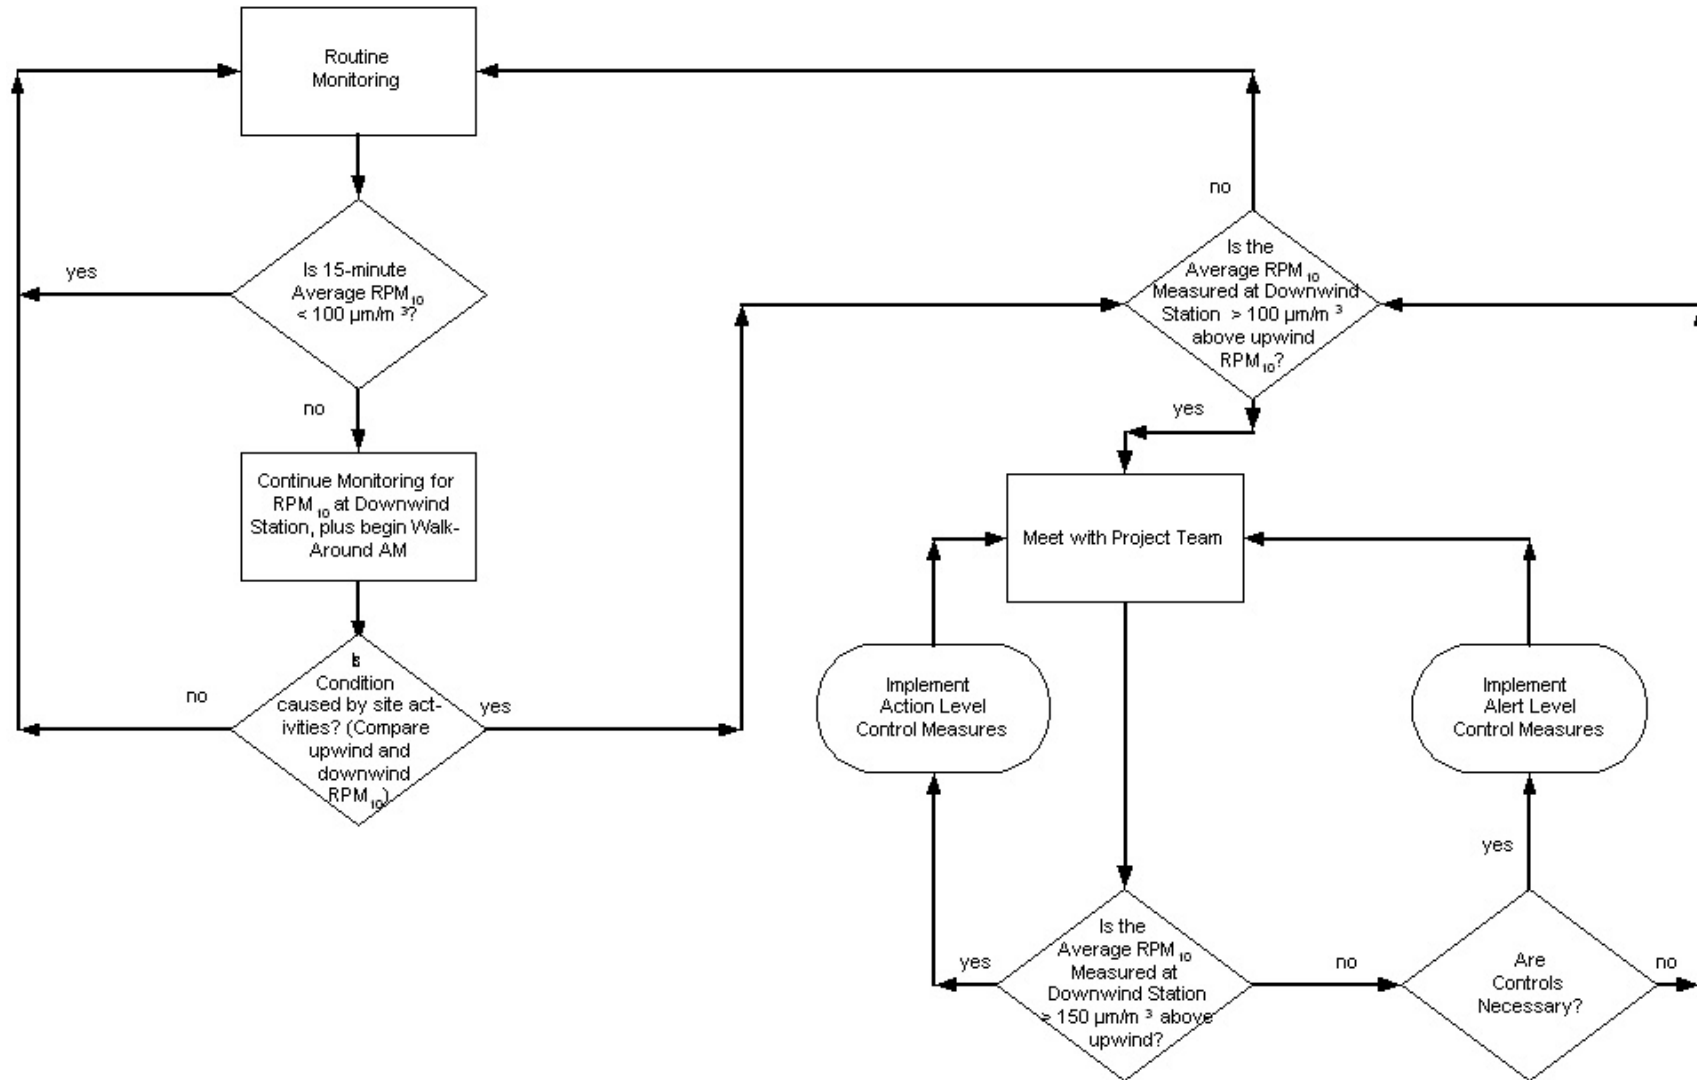 Routine
Monitoring
Is 15-minute
Average RPM₁₀
< 100 µm/m ³?
yes
no
Continue Monitoring for
RPM ₁₀ at Downwind
Station, plus begin Walk-
Around AM
Is
Condition
caused by site act-
ivities? (Compare
upwind and
downwind
RPM₁₀)
no
yes
no
Is the
Average RPM₁₀
Measured at Downwind
Station > 100 µm/m ³
above upwind
RPM₁₀?
yes
Meet with Project Team
Implement
Action Level
Control Measures
Implement
Alert Level
Control Measures
yes
Is the
Average RPM ₁₀
Measured at
Downwind Station
> 150 µm/m ³ above
upwind?
yes
no
Are
Controls
Necessary?
no